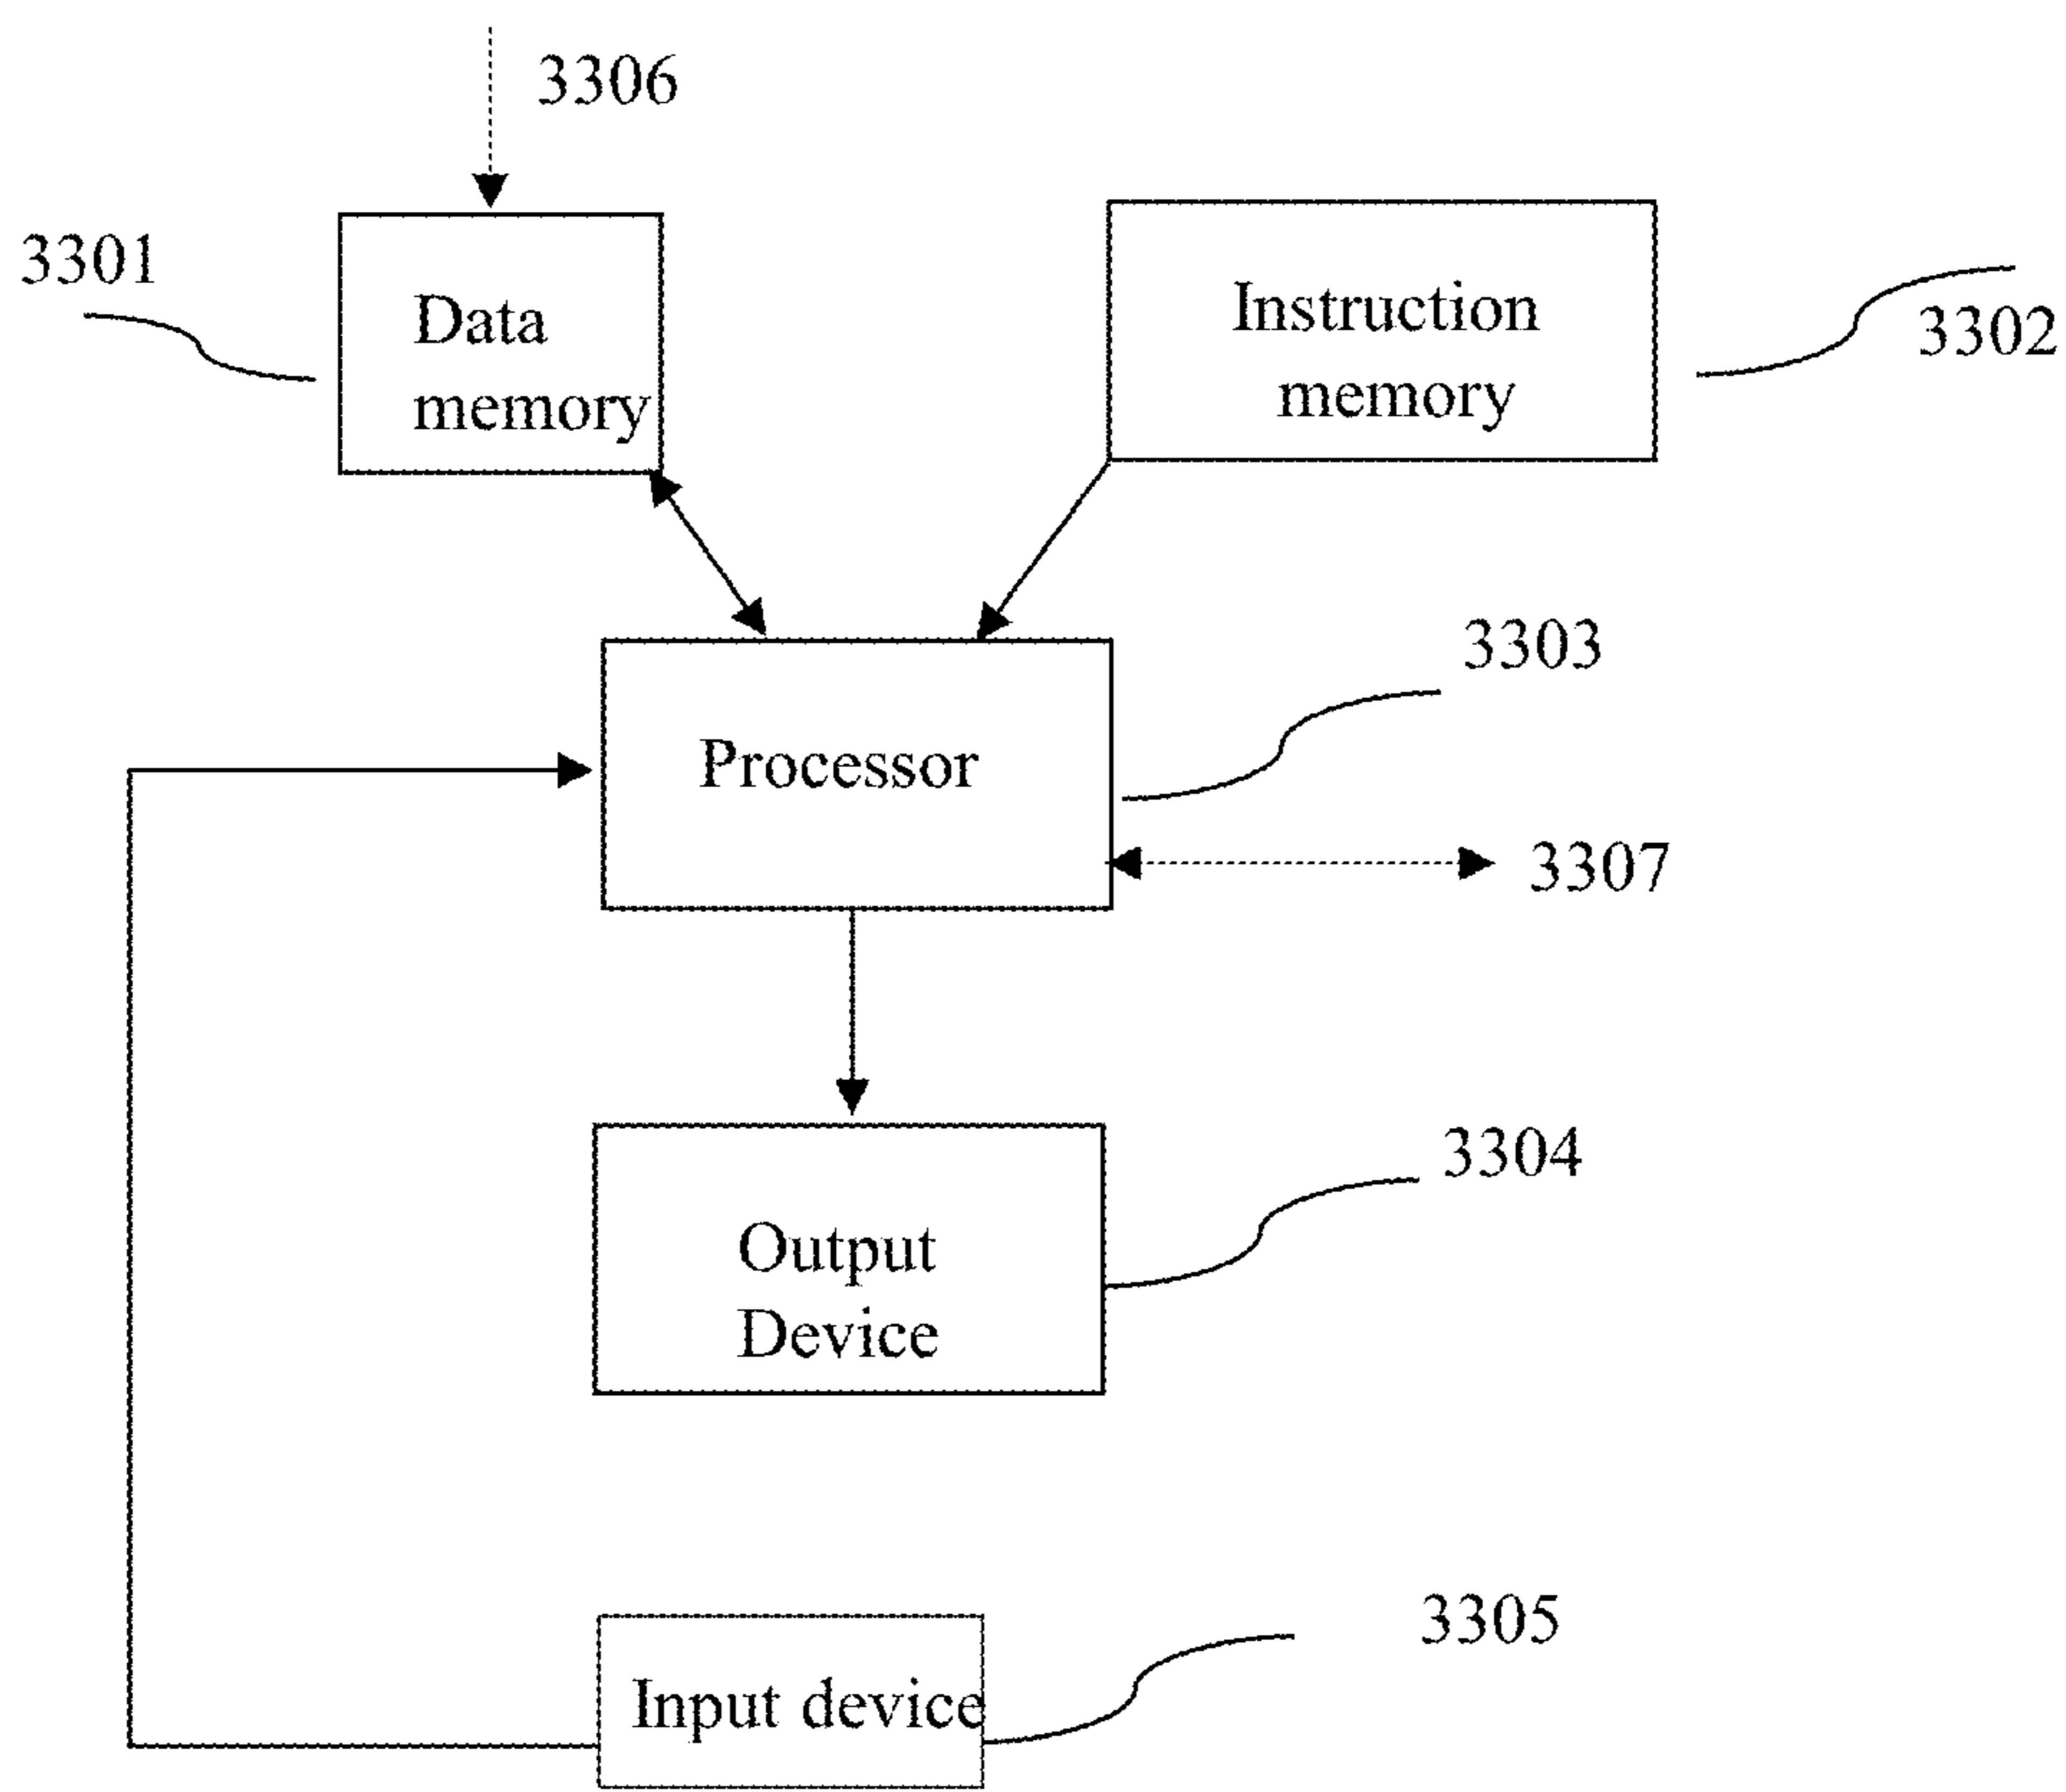 3306
3301
Data
memory
Instruction
memory
3302
3303
Processor
3307
3304
Output
Device
3305
Input device